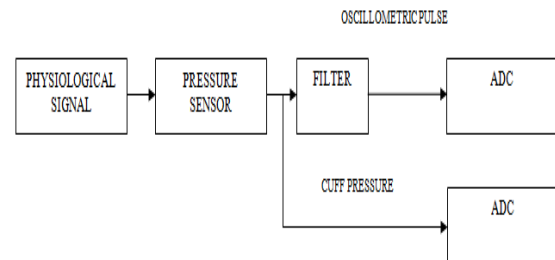 OSCILLOMETRIC PULSE
PHYSIOLOGICAL
SIGNAL
PRESSURE
SENSOR
FILTER
ADC
CUFF PRESSURE
ADC